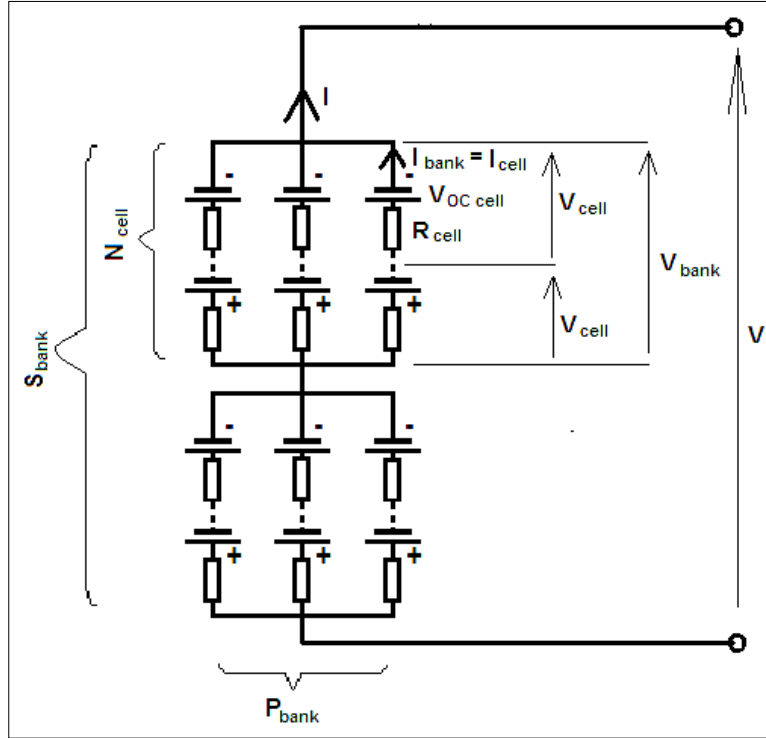 I
I bank = I cell
- - -
V OC cell
V cell
R cell
N cell
V bank
+ + +
V cell
V
S bank
- - -
+ + +
P bank